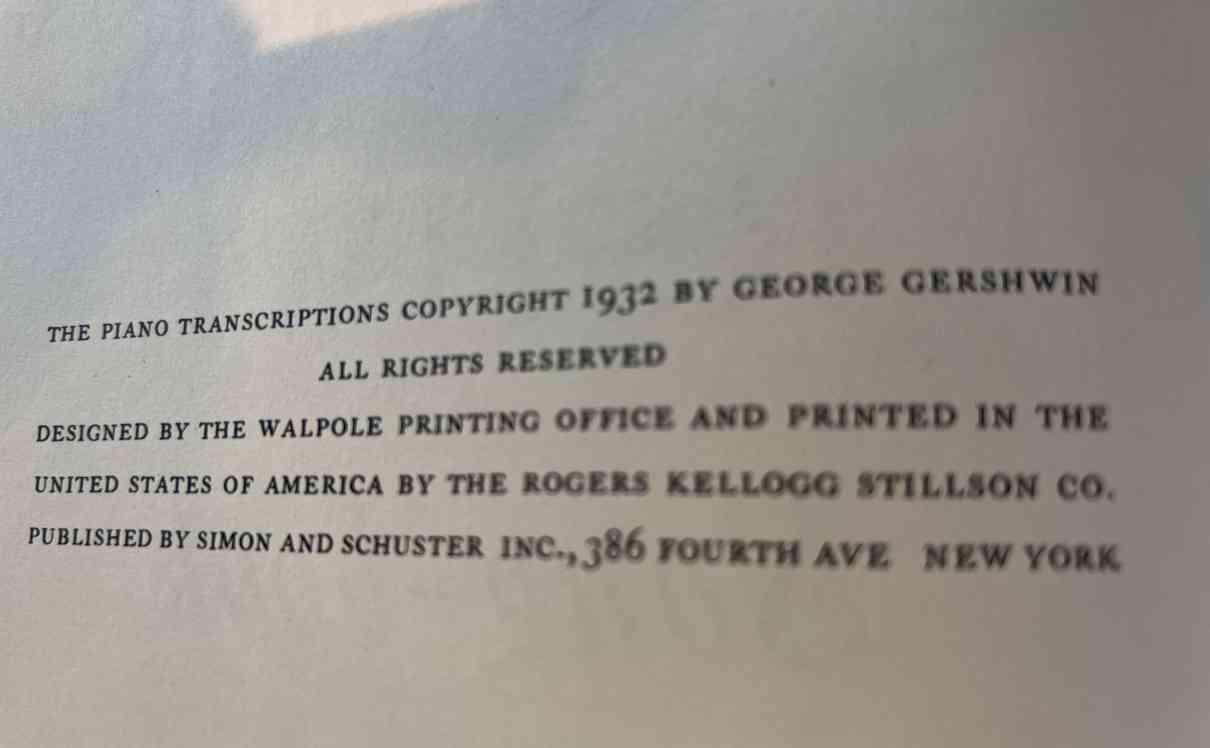 THE PIANO TRANSCRIPTIONS COPYRIGHT 1932 BY GEORGE GERSHWIN
ALL RIGHTS RESERVED
DESIGNED BY THE WALPOLE PRINTING OFFICE AND PRINTED IN THE
UNITED STATES OF AMERICA BY THE ROGERS KELLOGG STILLSON CO.
PUBLISHED BY SIMON AND SCHUSTER INC., 386 FOURTH AVE NEW YORK